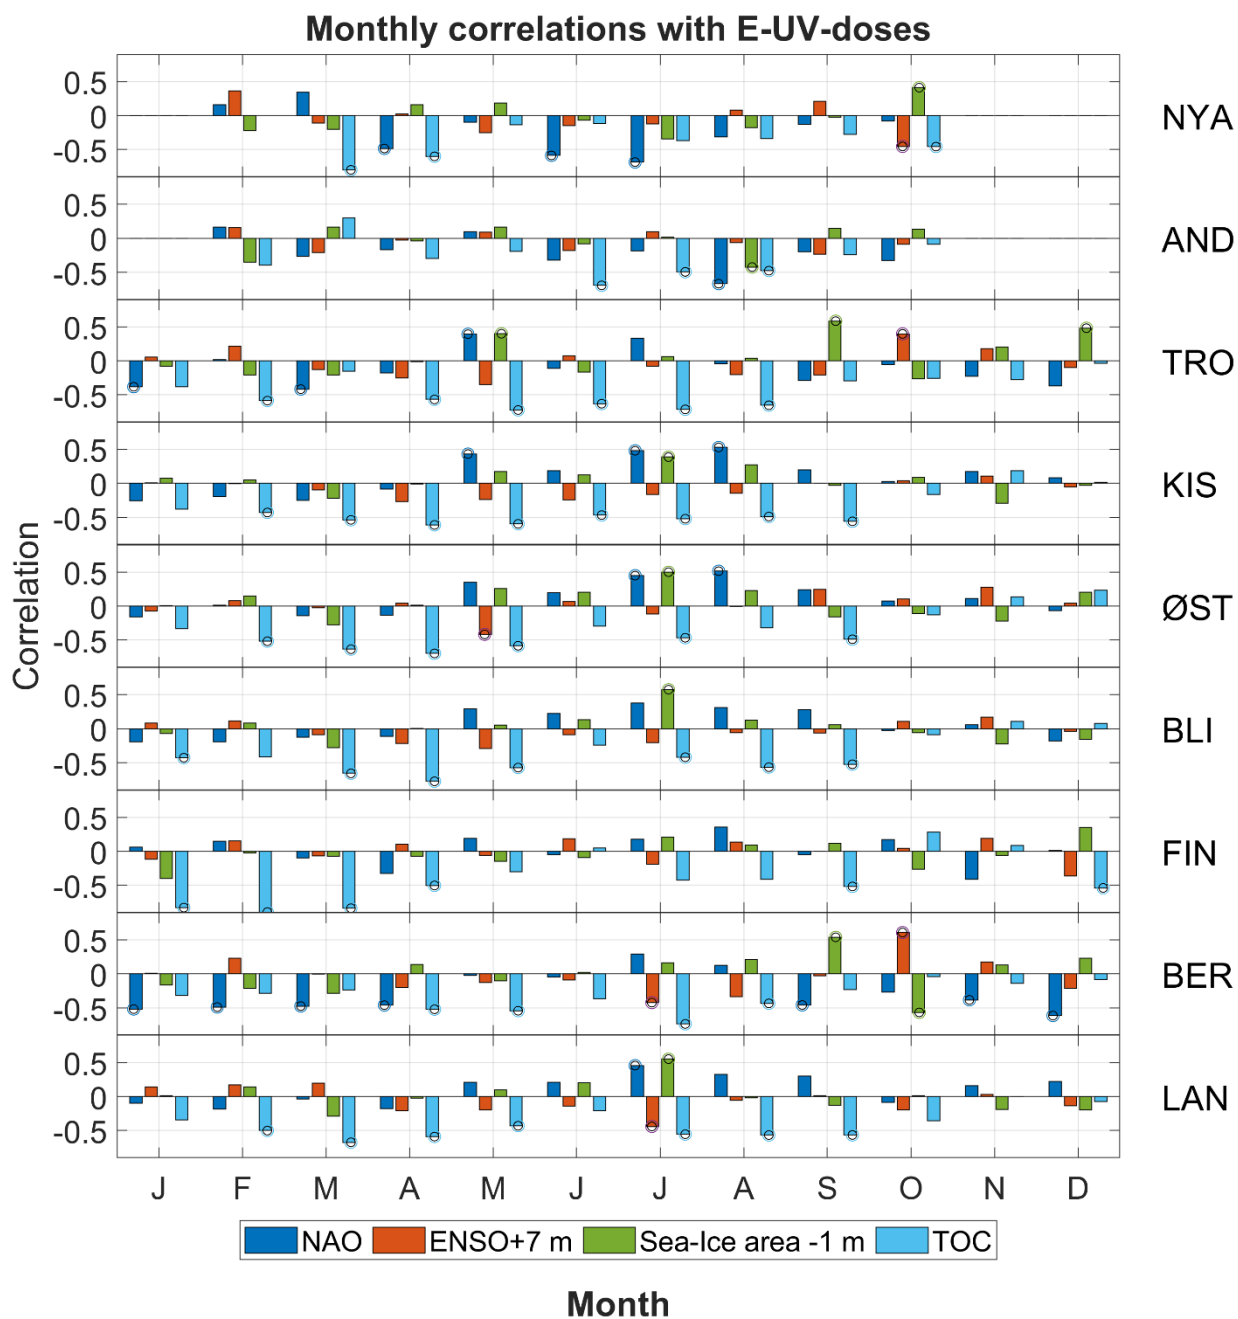 Monthly correlations with E-UV-doses
0.5
0
-0.5
NYA
0.5
0
-0.5
AND
0.5
0
-0.5
TRO
0.5
0
-0.5
KIS
0.5
0
-0.5
ØST
0.5
0
-0.5
BLI
0.5
0
-0.5
FIN
0.5
0
-0.5
BER
0.5
0
-0.5
LAN
Correlation
J F M A M J J A S O N D
NAO ENSO+7 m Sea-Ice area -1 m TOC
Month